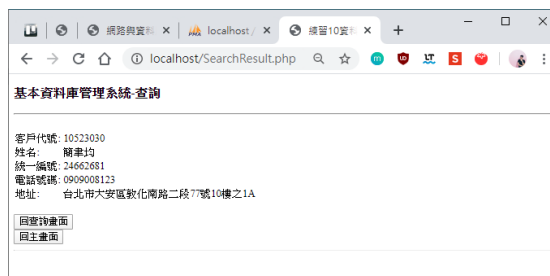 網路與資料
localhost /
練習10資料
localhost/SearchResult.php
基本資料庫管理系統-查詢
客戶代號: 10523030
姓名: 簡聿均
統一編號: 24662681
電話號碼: 0909008123
地址: 台北市大安區敦化南路二段77號10樓之1A
回查詢畫面
回主畫面